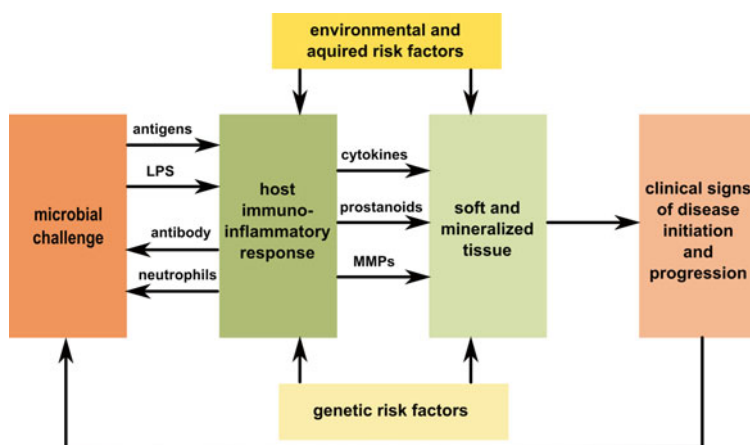 environmental and
aquired risk factors
microbial
challenge
antigens
LPS
antibody
neutrophils
host
immuno-
inflammatory
response
cytokines
prostanoids
MMPs
soft and
mineralized
tissue
clinical signs
of disease
initiation
and
progression
genetic risk factors